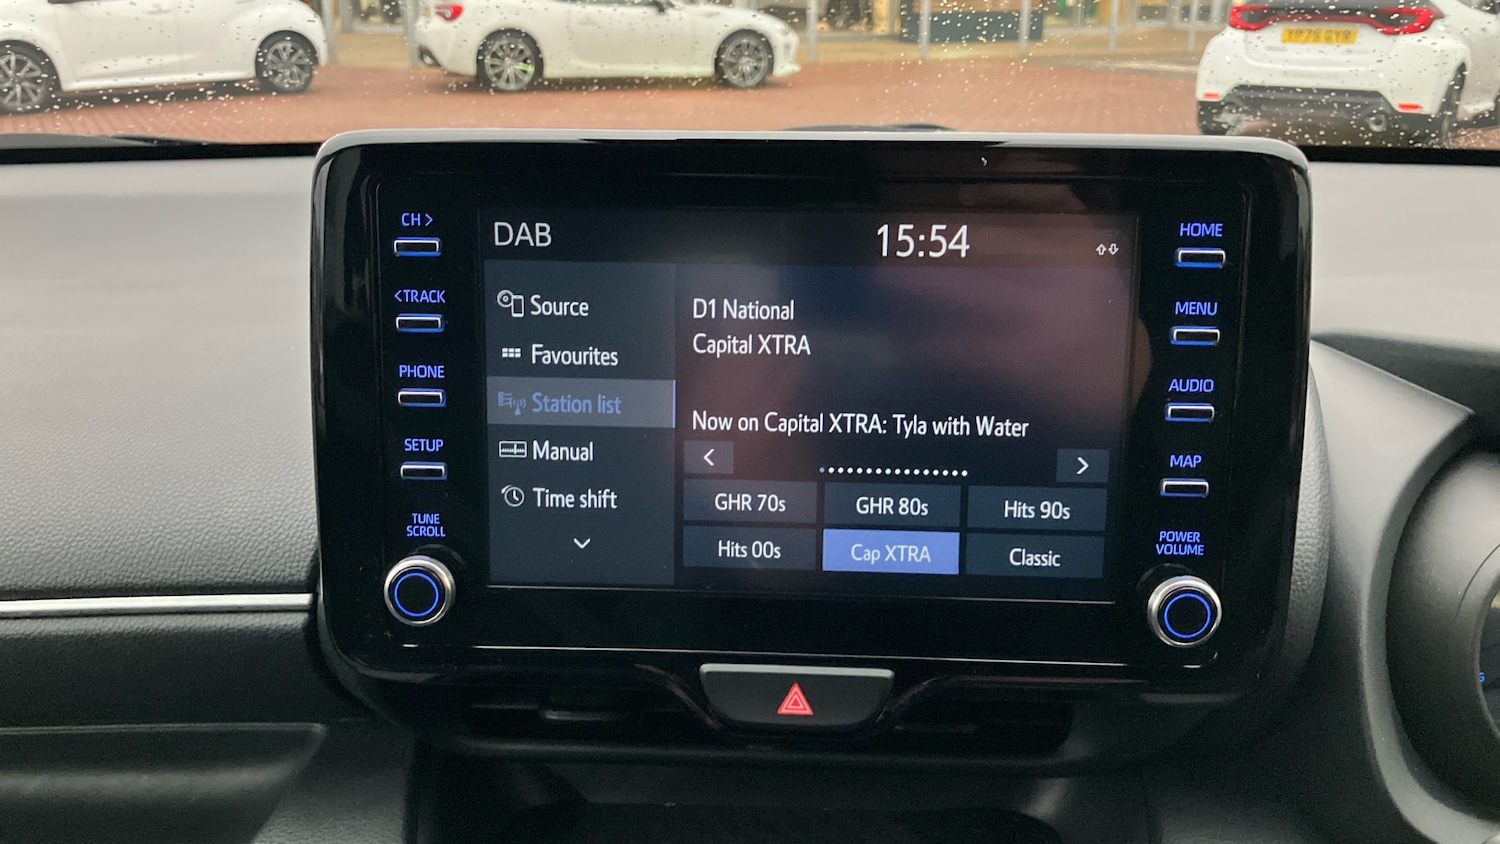 CH >
<TRACK
PHONE
SETUP
TUNE
SCROLL
DAB
15:54
Source
Favourites
Station list
Manual
Time shift
D1 National
Capital XTRA
Now on Capital XTRA: Tyla with Water
<
>
GHR 70s
GHR 80s
Hits 90s
Hits 00s
Cap XTRA
Classic
HOME
MENU
AUDIO
MAP
POWER
VOLUME